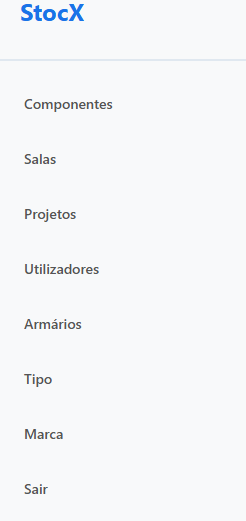 StocX
Componentes
Salas
Projetos
Utilizadores
Armários
Tipo
Marca
Sair